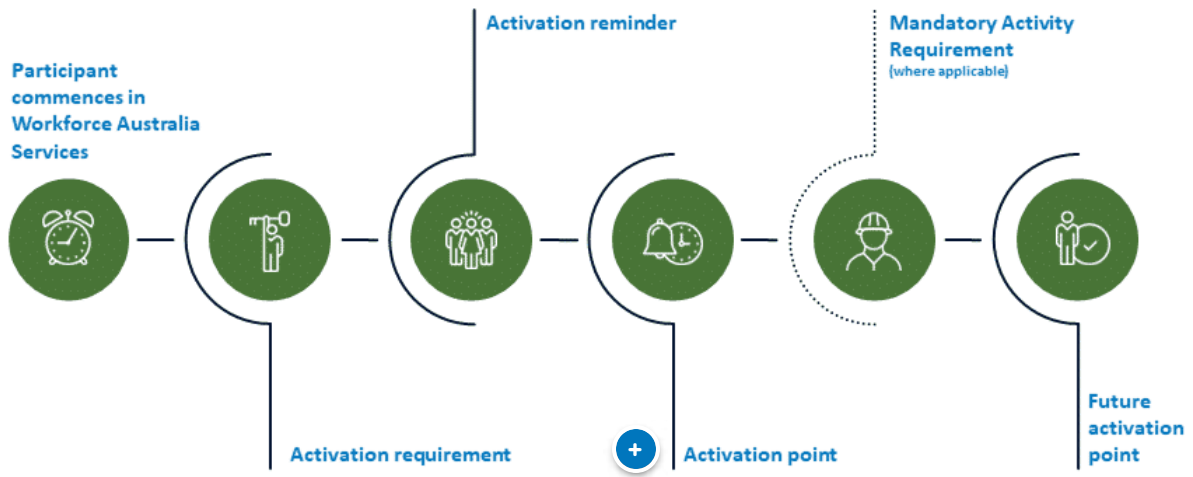 Participant
commences in
Workforce Australia
Services
Activation requirement
Activation reminder
+
Activation point
Mandatory Activity
Requirement
(where applicable)
Future
activation
point